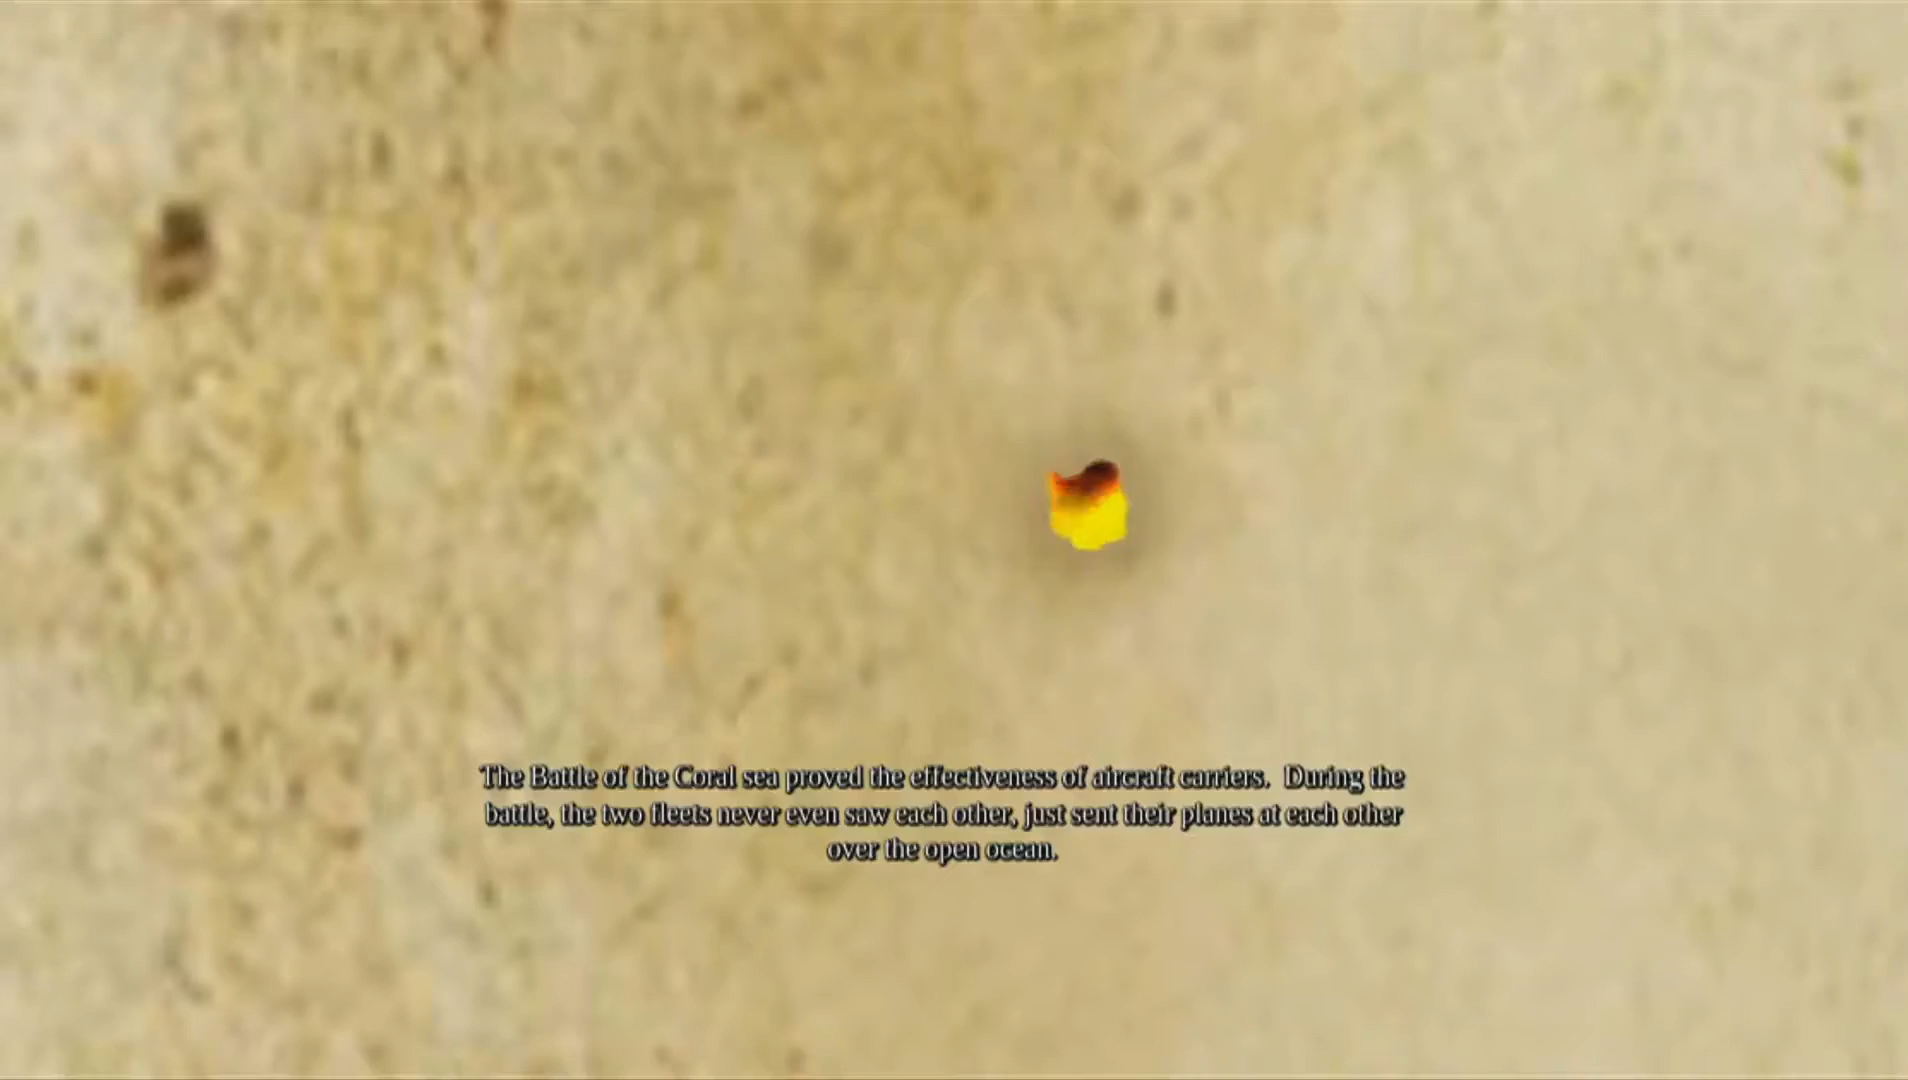 The Battle of the Coral sea proved the effectiveness of aircraft carriers.  During the
battle, the two fleets never even saw each other, just sent their planes at each other
over the open ocean.